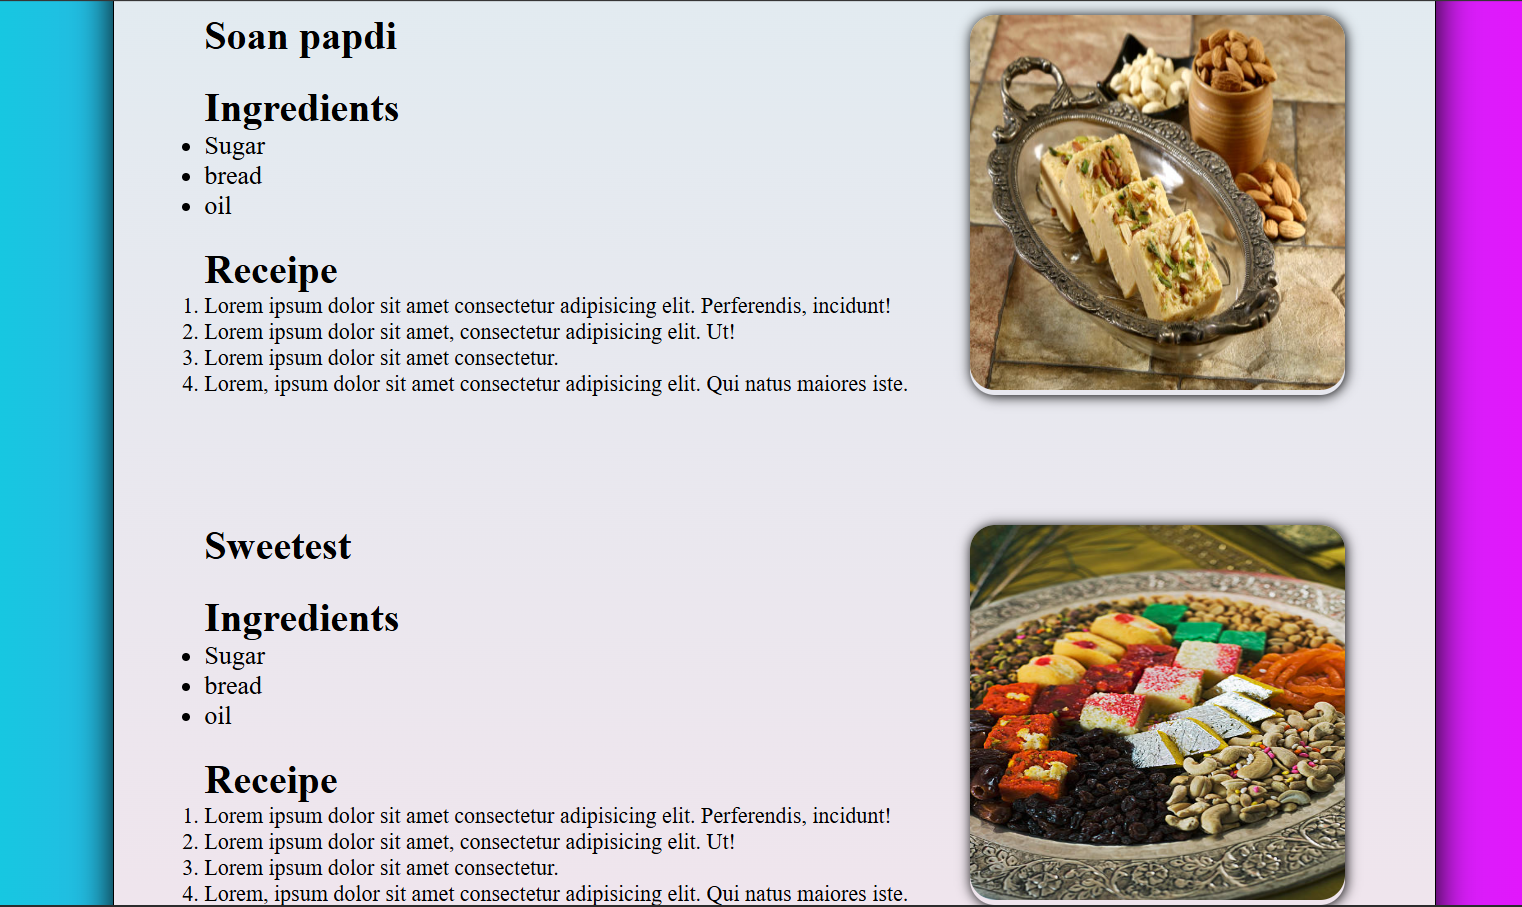 Soan papdi
Ingredients
Sugar
bread
oil
Receipe
1. Lorem ipsum dolor sit amet consectetur adipisicing elit. Perferendis, incidunt!
2. Lorem ipsum dolor sit amet, consectetur adipisicing elit. Ut!
3. Lorem ipsum dolor sit amet consectetur.
4. Lorem, ipsum dolor sit amet consectetur adipisicing elit. Qui natus maiores iste.
Sweetest
Ingredients
Sugar
bread
oil
Receipe
1. Lorem ipsum dolor sit amet consectetur adipisicing elit. Perferendis, incidunt!
2. Lorem ipsum dolor sit amet, consectetur adipisicing elit. Ut!
3. Lorem ipsum dolor sit amet consectetur.
4. Lorem, ipsum dolor sit amet consectetur adipisicing elit. Qui natus maiores iste.